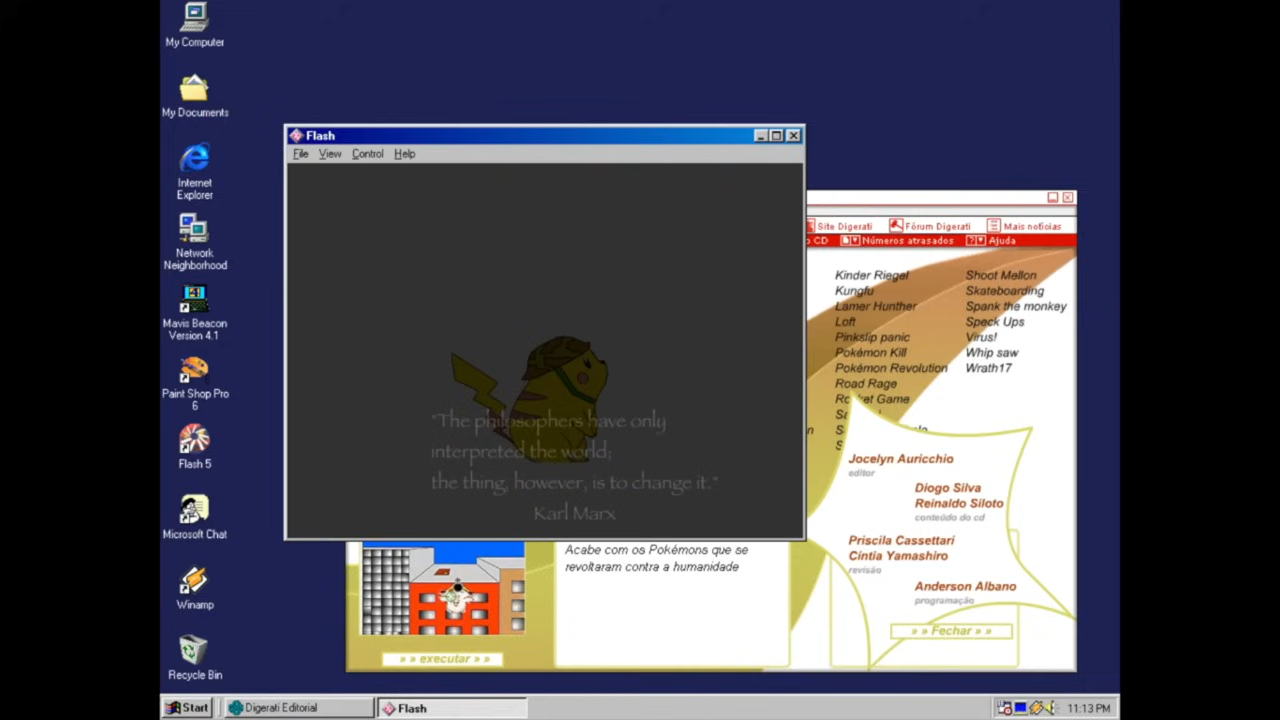 My Computer
My Documents
Internet
Explorer
Network
Neighborhood
Mavis Beacon
Version 4.1
Paint Shop Pro
6
Flash 5
Microsoft Chat
Winamp
Recycle Bin
Flash
File View Control Help
"The philosophers have only
interpreted the world;
the thing, however, is to change it."
Karl Marx
Site Digerati Fórum Digerati Mais notícias
o CD Números atrasados Ajuda
Kinder Riegel
Kungfu
Lamer Hunther
Loft
Pinkslip panic
Pokémon Kill
Pokémon Revolution
Road Rage
Rocket Game
Shoot Mellon
Skateboarding
Spank the monkey
Speck Ups
Virus!
Whip saw
Wrath17
Jocelyn Auricchio
editor
Diogo Silva
Reinaldo Siloto
conteúdo do cd
Priscila Cassettari
Cíntia Yamashiro
revisão
Anderson Albano
programação
» » Fechar » »
Acabe com os Pokémons que se
revoltaram contra a humanidade
» » executar » »
Start Digerati Editorial Flash 11:13 PM